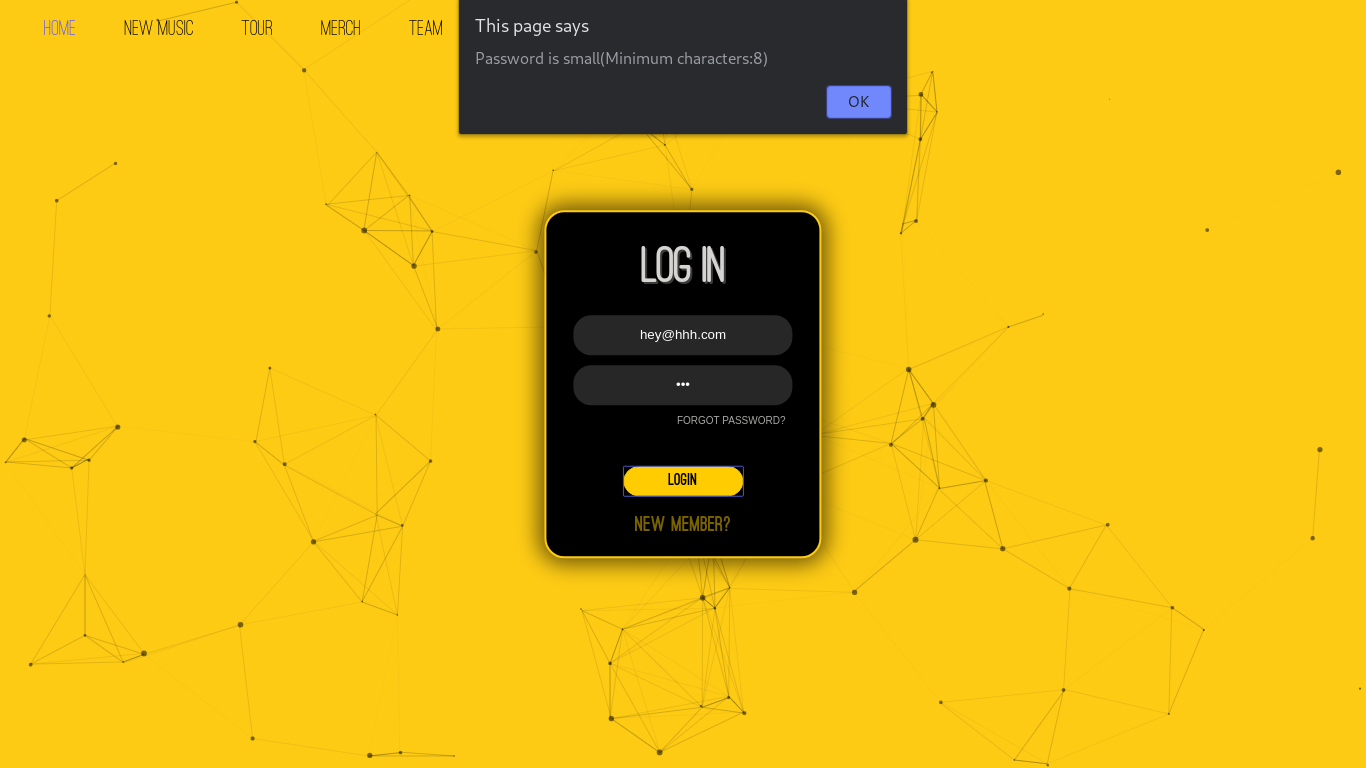 HOME NEW MUSIC TOUR MERCH TEAM
This page says
Password is small(Minimum characters:8)
OK
LOG IN
hey@hhh.com
•••
FORGOT PASSWORD?
LOGIN
NEW MEMBER?